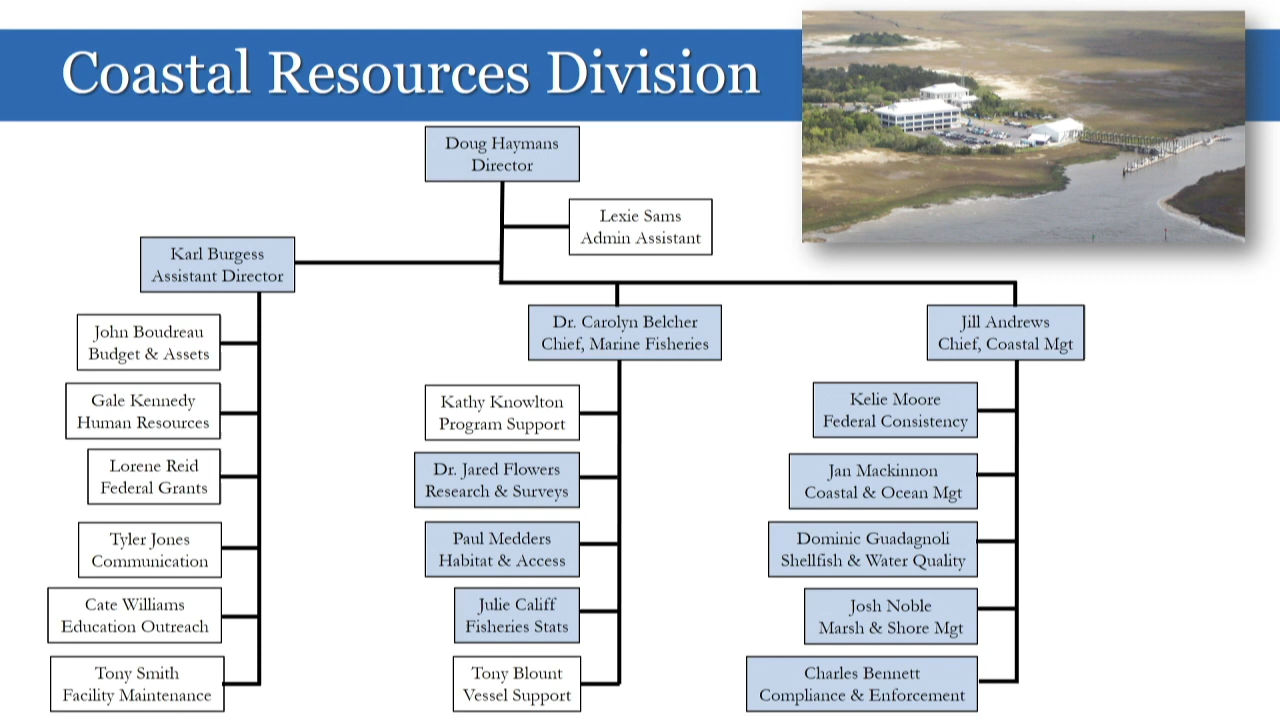 Coastal Resources Division
Doug Haymans
Director
Lexie Sams
Admin Assistant
Karl Burgess
Assistant Director
John Boudreau
Budget & Assets
Gale Kennedy
Human Resources
Lorene Reid
Federal Grants
Tyler Jones
Communication
Cate Williams
Education Outreach
Tony Smith
Facility Maintenance
Dr. Carolyn Belcher
Chief, Marine Fisheries
Kathy Knowlton
Program Support
Dr. Jared Flowers
Research & Surveys
Paul Medders
Habitat & Access
Julie Califf
Fisheries Stats
Tony Blount
Vessel Support
Jill Andrews
Chief, Coastal Mgt
Kelie Moore
Federal Consistency
Jan Mackinnon
Coastal & Ocean Mgt
Dominic Guadagnoli
Shellfish & Water Quality
Josh Noble
Marsh & Shore Mgt
Charles Bennett
Compliance & Enforcement